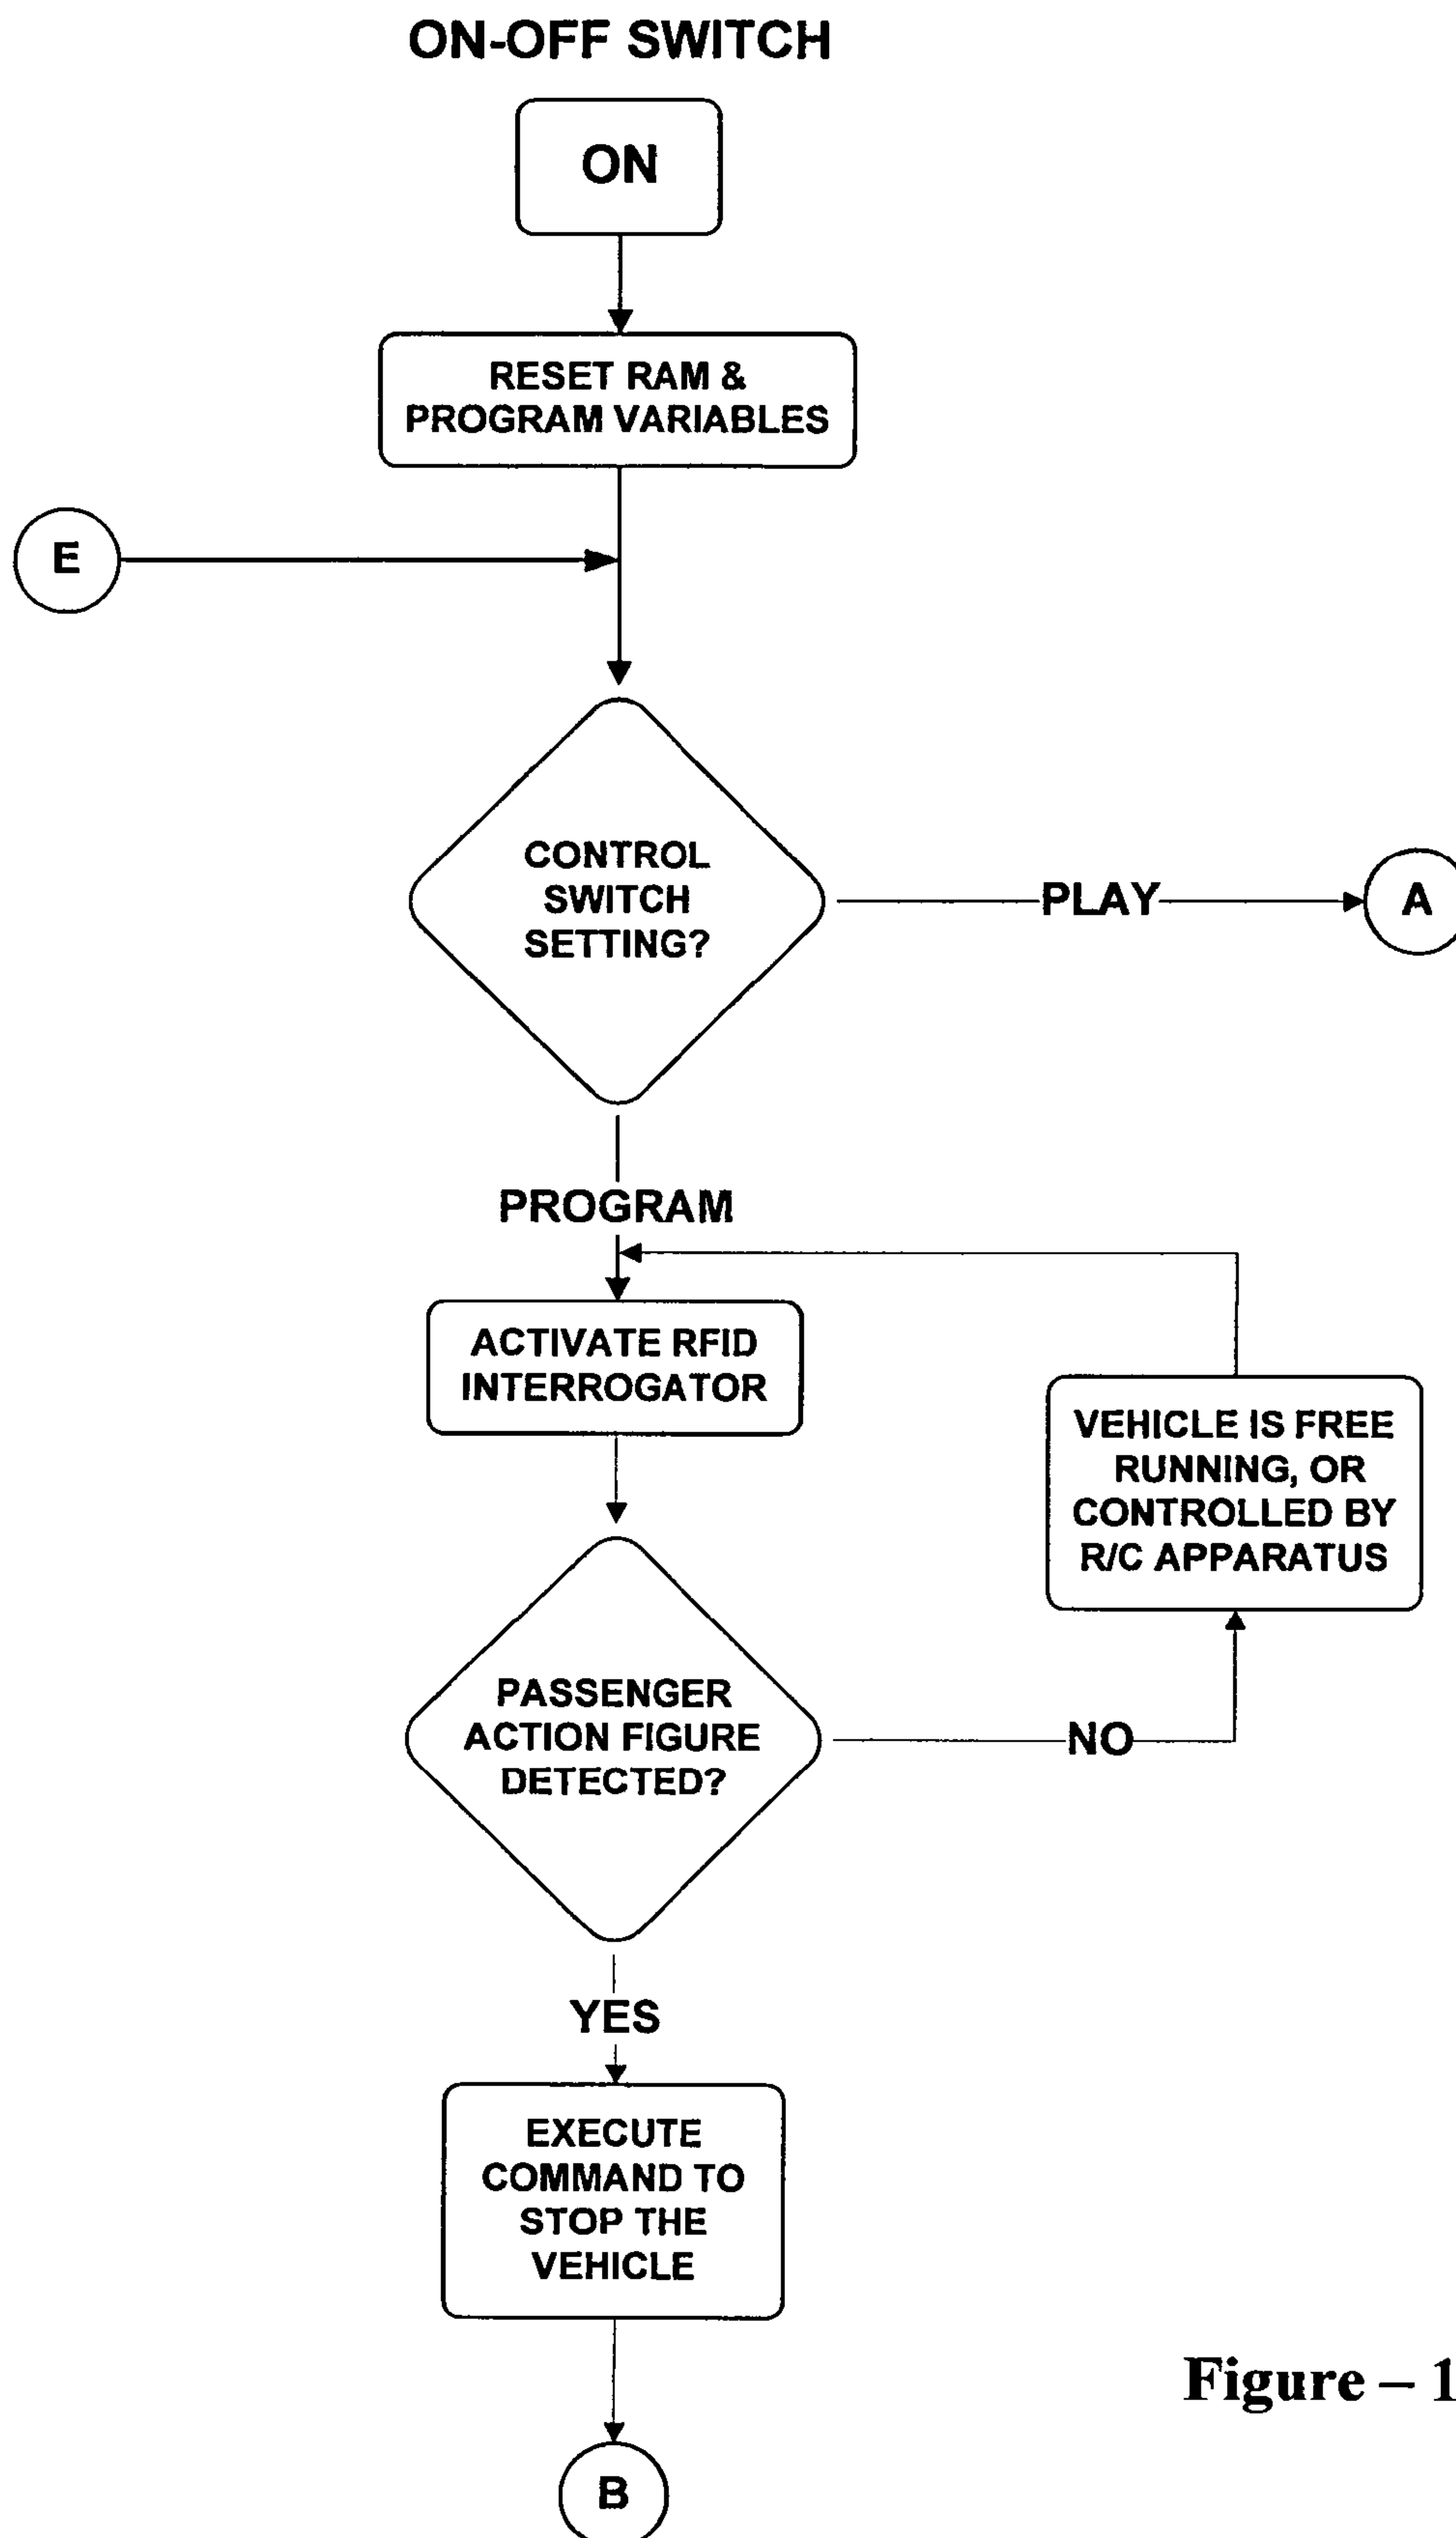 ON-OFF SWITCH
ON
RESET RAM &
PROGRAM VARIABLES
E
CONTROL
SWITCH
SETTING?
PLAY
A
PROGRAM
ACTIVATE RFID
INTERROGATOR
VEHICLE IS FREE
RUNNING, OR
CONTROLLED BY
R/C APPARATUS
PASSENGER
ACTION FIGURE
DETECTED?
NO
YES
EXECUTE
COMMAND TO
STOP THE
VEHICLE
Figure – 1
B